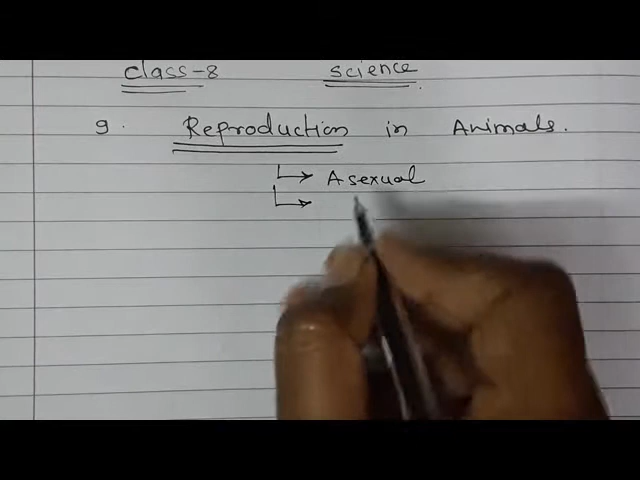 class-8 science
9. Reproduction in Animals.
Asexual